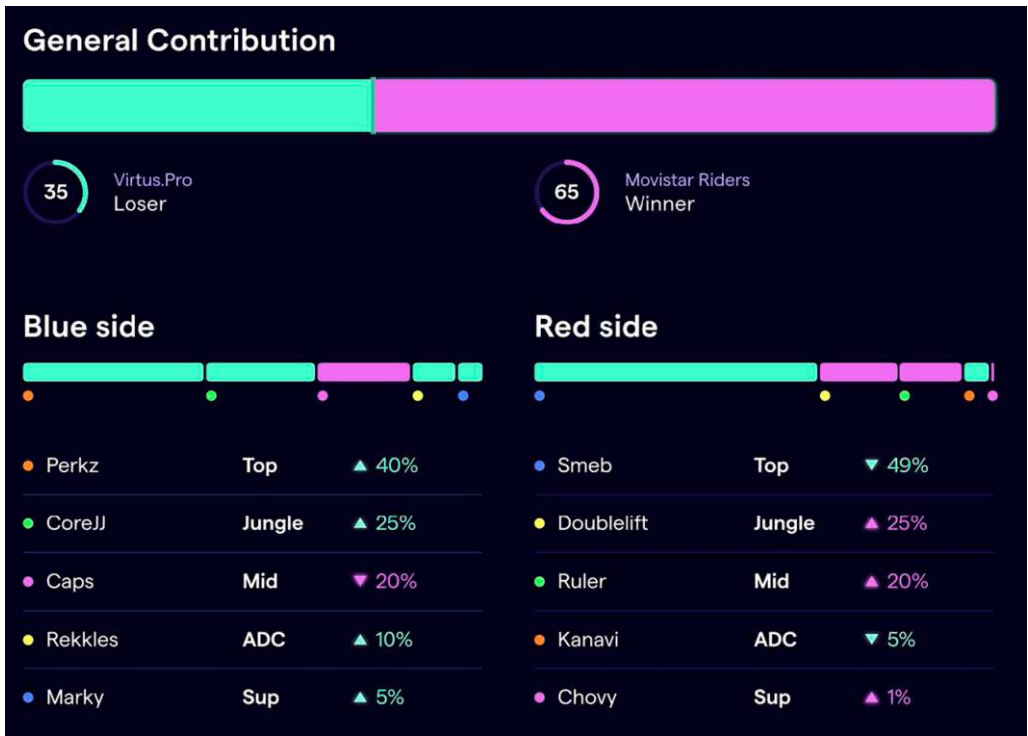 General Contribution
35 Virtus.Pro
Loser
65 Movistar Riders
Winner
Blue side
Perkz Top ▲ 40%
CoreJJ Jungle ▲ 25%
Caps Mid ▼ 20%
Rekkles ADC ▲ 10%
Marky Sup ▲ 5%
Red side
Smeb Top ▼ 49%
Doublelift Jungle ▲ 25%
Ruler Mid ▲ 20%
Kanavi ADC ▼ 5%
Chovy Sup ▲ 1%